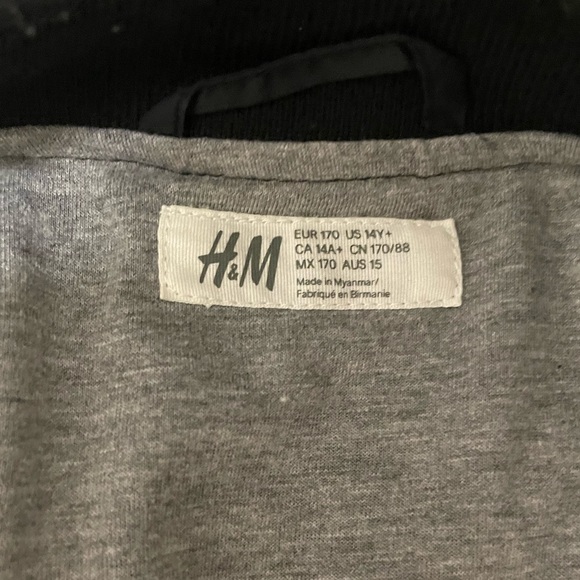 H&M
EUR 170 US 14Y+
CA 14A+ CN 170/88
MX 170 AUS 15
Made in Myanmar/
Fabriqué en Birmanie